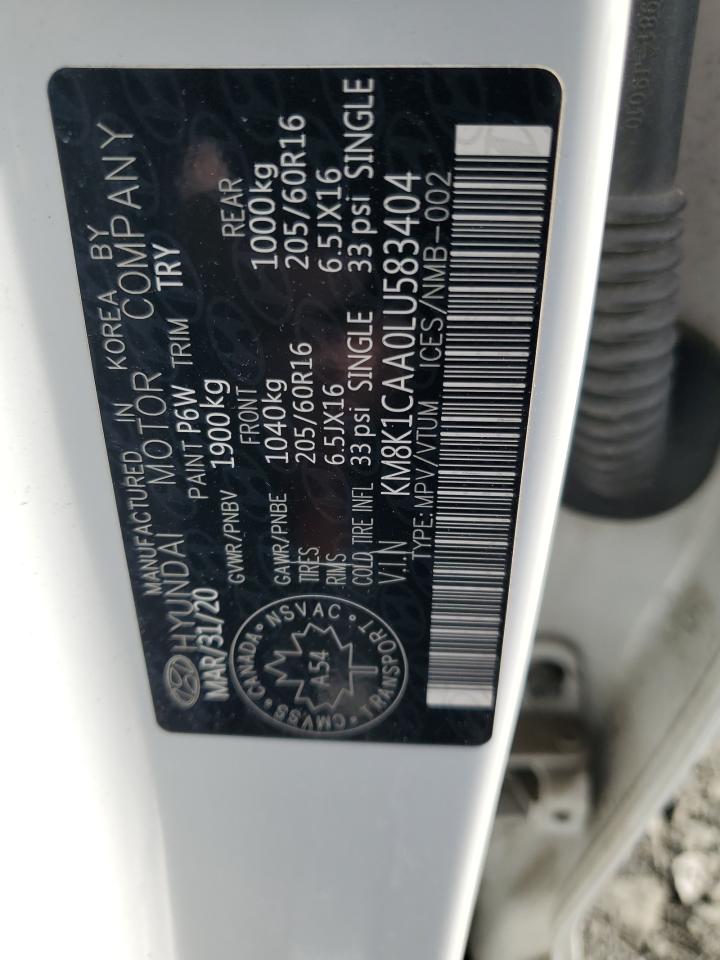 MANUFACTURED IN KOREA BY
HYUNDAI MOTOR COMPANY
MAR/31/20 PAINT P6W TRIM TRY
GVWR/PNBV 1900kg
FRONT REAR
GAWR/PNBE 1040kg 1000kg
TIRES 205/60R16 205/60R16
RIMS 6.5JX16 6.5JX16
COLD TIRE INFL 33 psi SINGLE 33 psi SINGLE
V.I.N KM8K1CAA0LU583404
TYPE:MPV/VTUM ICES/NMB-002
CANADA NSVAC
A54
CMVSS TRANSPORT